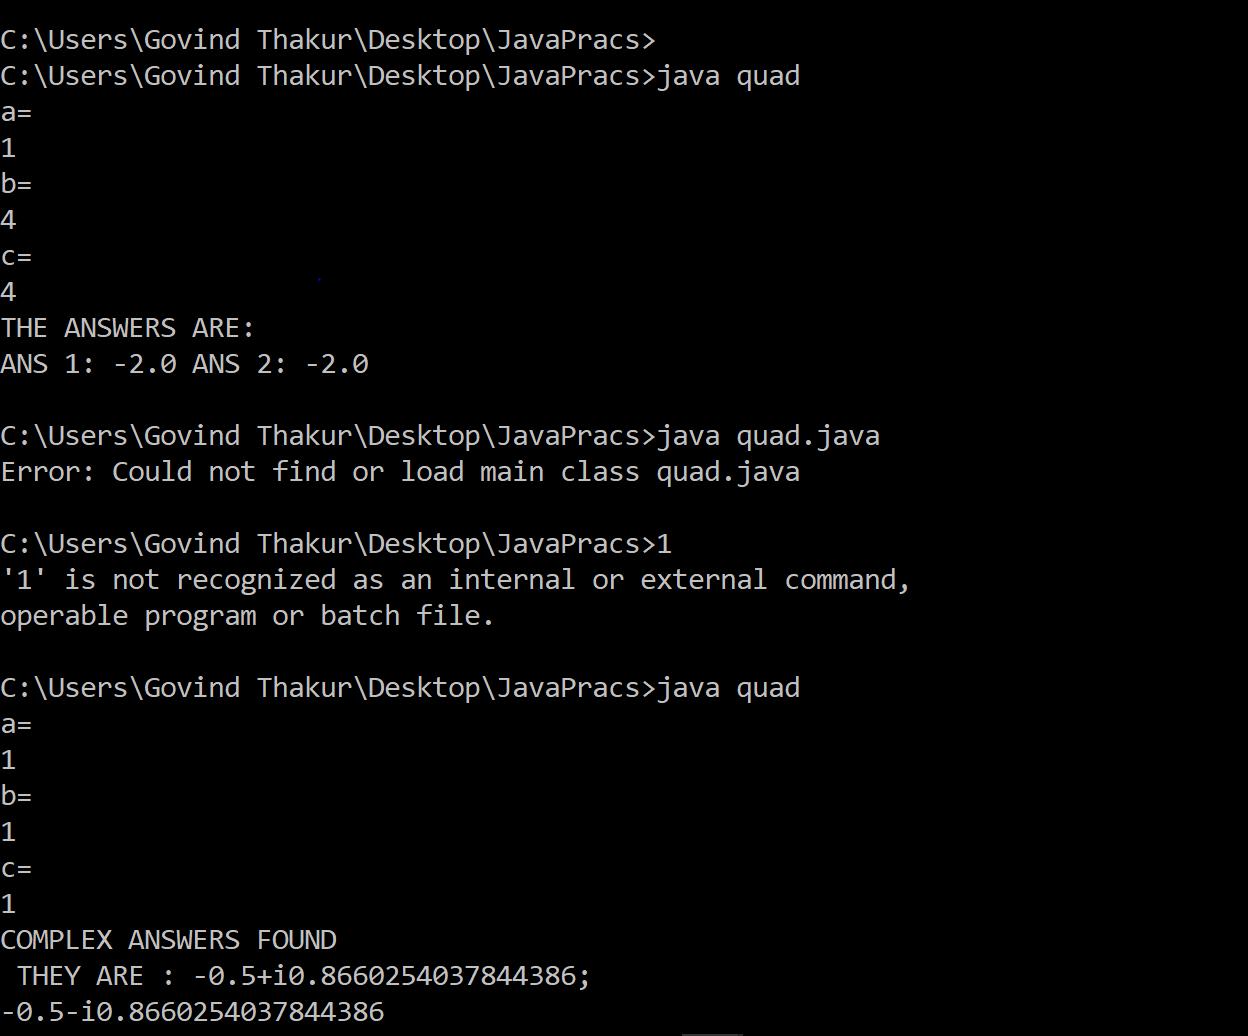 C:\Users\Govind Thakur\Desktop\JavaPracs>
C:\Users\Govind Thakur\Desktop\JavaPracs>java quad
a=
1
b=
4
c=
4
THE ANSWERS ARE:
ANS 1: -2.0 ANS 2: -2.0
C:\Users\Govind Thakur\Desktop\JavaPracs>java quad.java
Error: Could not find or load main class quad.java
C:\Users\Govind Thakur\Desktop\JavaPracs>1
'1' is not recognized as an internal or external command,
operable program or batch file.
C:\Users\Govind Thakur\Desktop\JavaPracs>java quad
a=
1
b=
1
c=
1
COMPLEX ANSWERS FOUND
 THEY ARE : -0.5+i0.8660254037844386;
-0.5-i0.8660254037844386